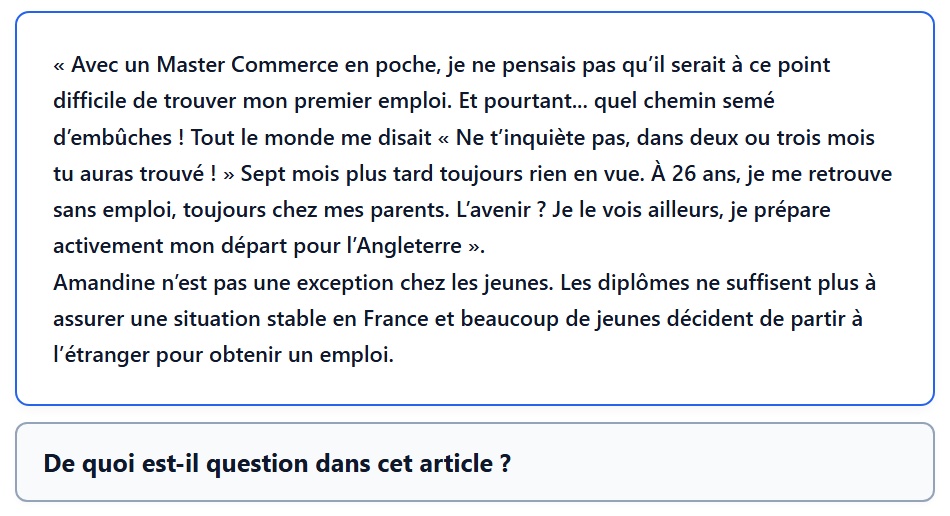 « Avec un Master Commerce en poche, je ne pensais pas qu’il serait à ce point
difficile de trouver mon premier emploi. Et pourtant... quel chemin semé
d’embûches ! Tout le monde me disait « Ne t’inquiète pas, dans deux ou trois mois
tu auras trouvé ! » Sept mois plus tard toujours rien en vue. À 26 ans, je me retrouve
sans emploi, toujours chez mes parents. L’avenir ? Je le vois ailleurs, je prépare
activement mon départ pour l’Angleterre ».
Amandine n’est pas une exception chez les jeunes. Les diplômes ne suffisent plus à
assurer une situation stable en France et beaucoup de jeunes décident de partir à
l’étranger pour obtenir un emploi.
De quoi est-il question dans cet article ?